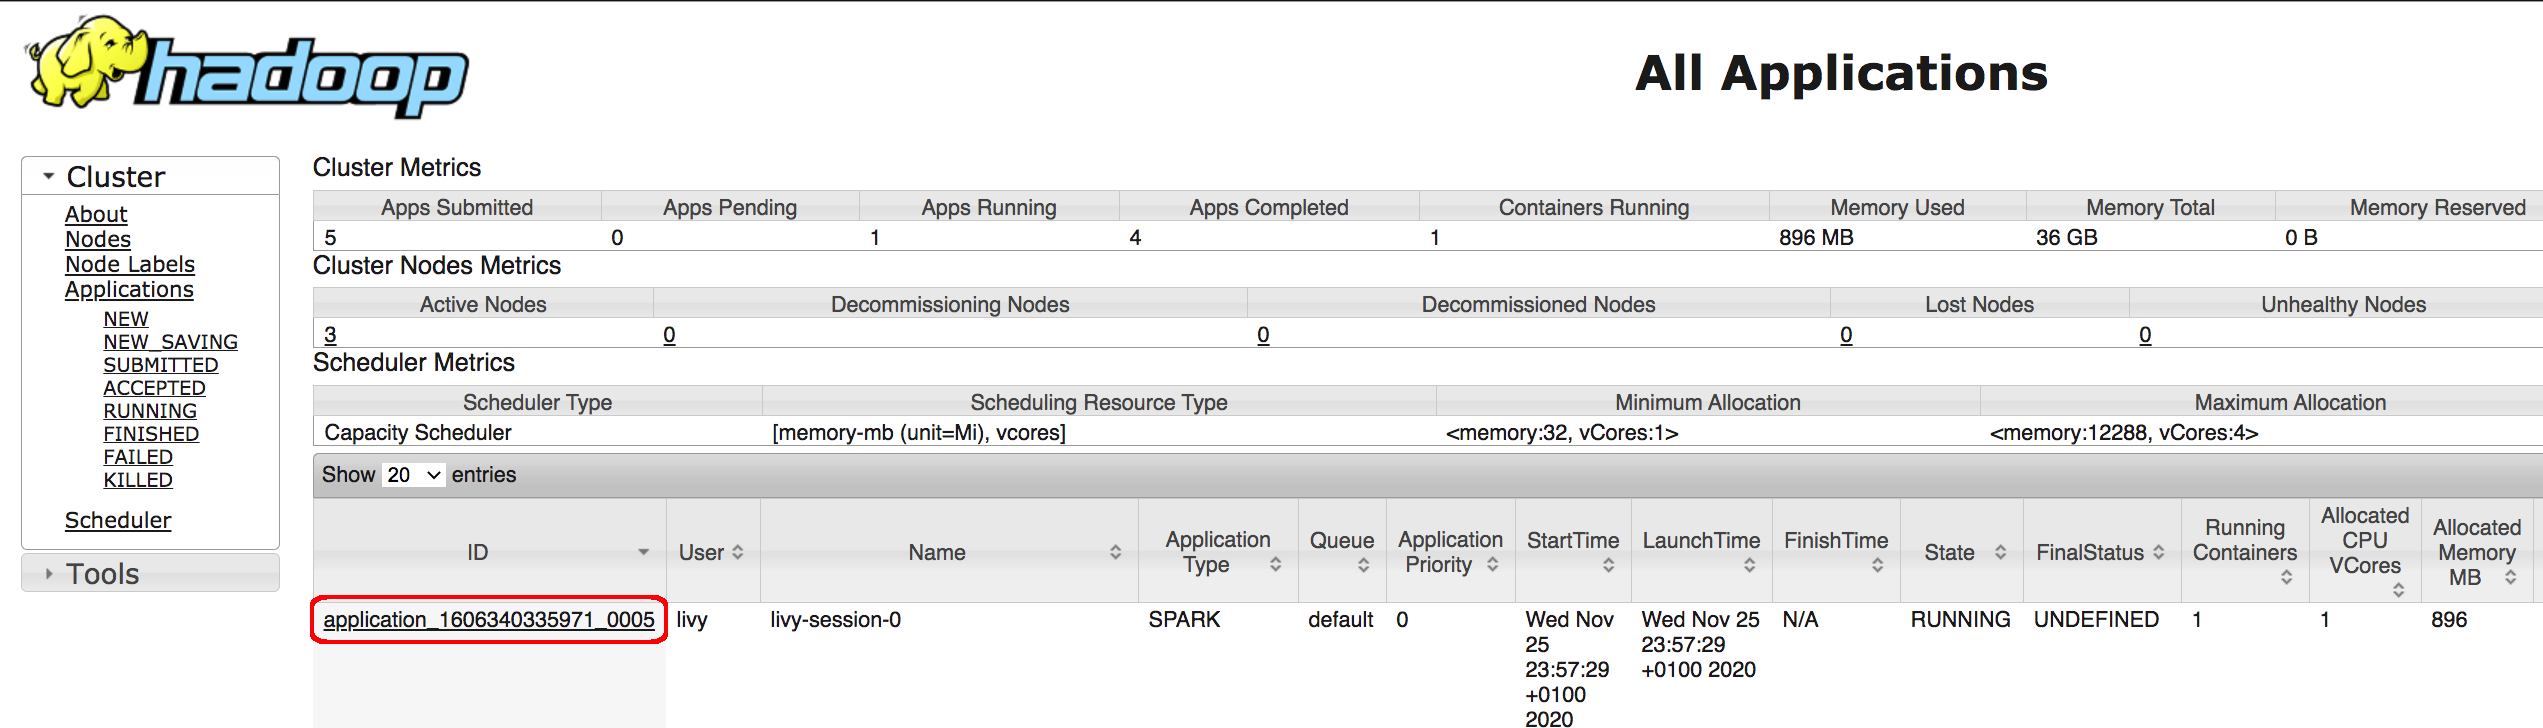 hadoop
All Applications
Cluster
About
Nodes
Node Labels
Applications
NEW
NEW_SAVING
SUBMITTED
ACCEPTED
RUNNING
FINISHED
FAILED
KILLED
Scheduler
Tools
Cluster Metrics
Apps Submitted Apps Pending Apps Running Apps Completed Containers Running Memory Used Memory Total Memory Reserved
5 0 1 4 1 896 MB 36 GB 0 B
Cluster Nodes Metrics
Active Nodes Decommissioning Nodes Decommissioned Nodes Lost Nodes Unhealthy Nodes
3 0 0 0 0
Scheduler Metrics
Scheduler Type Scheduling Resource Type Minimum Allocation Maximum Allocation
Capacity Scheduler [memory-mb (unit=Mi), vcores] <memory:32, vCores:1> <memory:12288, vCores:4>
Show 20 entries
ID User Name Application Type Queue Application Priority StartTime LaunchTime FinishTime State FinalStatus Running Containers Allocated CPU VCores Allocated Memory MB
application_1606340335971_0005 livy livy-session-0 SPARK default 0 Wed Nov 25 23:57:29 +0100 2020 Wed Nov 25 23:57:29 +0100 2020 N/A RUNNING UNDEFINED 1 1 896